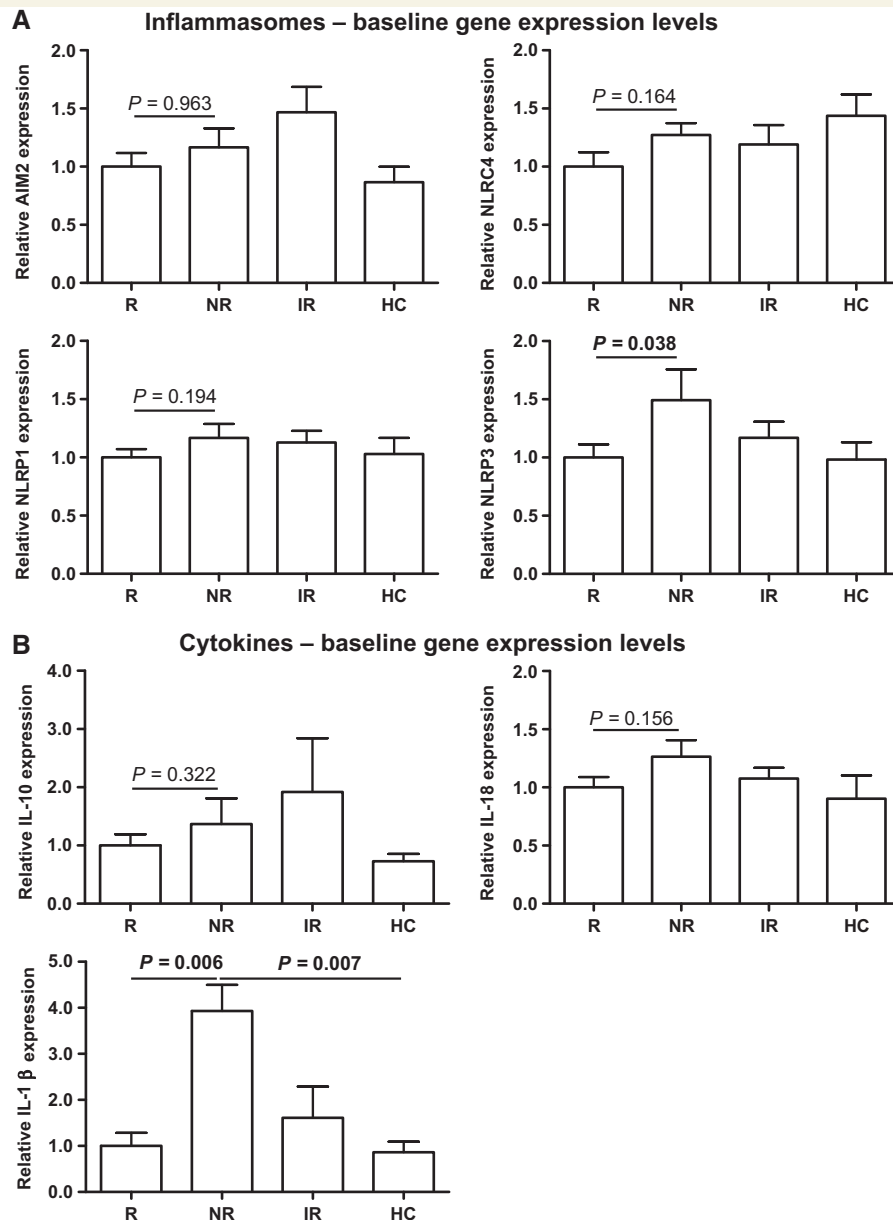 A
Inflammasomes – baseline gene expression levels
Relative AIM2 expression
2.0
1.5
1.0
0.5
0.0
P = 0.963
R NR IR HC
Relative NLRC4 expression
2.0
1.5
1.0
0.5
0.0
P = 0.164
R NR IR HC
Relative NLRP1 expression
2.0
1.5
1.0
0.5
0.0
P = 0.194
R NR IR HC
Relative NLRP3 expression
2.0
1.5
1.0
0.5
0.0
P = 0.038
R NR IR HC
B
Cytokines – baseline gene expression levels
Relative IL-10 expression
4.0
3.0
2.0
1.0
0.0
P = 0.322
R NR IR HC
Relative IL-18 expression
2.0
1.5
1.0
0.5
0.0
P = 0.156
R NR IR HC
Relative IL-1 β expression
5.0
4.0
3.0
2.0
1.0
0.0
P = 0.006 P = 0.007
R NR IR HC